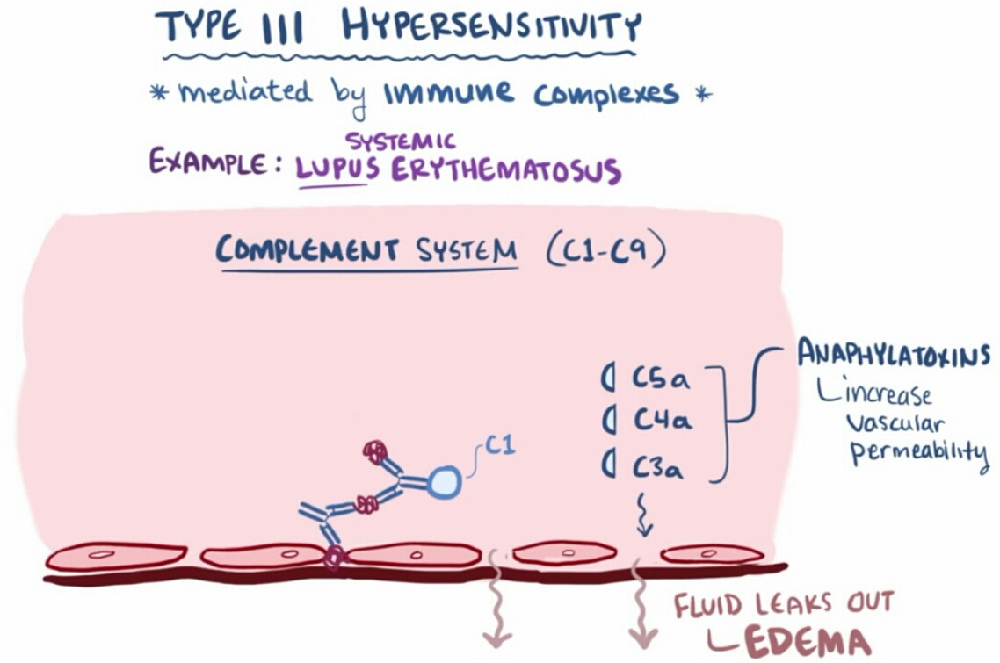 TYPE III HYPERSENSITIVITY
* mediated by IMMUNE COMPLEXES *
EXAMPLE: SYSTEMIC
LUPUS ERYTHEMATOSUS
COMPLEMENT SYSTEM (C1-C9)
C5a
C4a
C3a
ANAPHYLATOXINS
increase
vascular
permeability
C1
FLUID LEAKS OUT
EDEMA